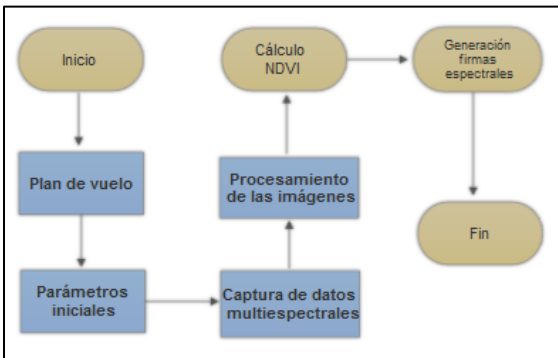 Inicio
Plan de vuelo
Parámetros
iniciales
Captura de datos
multiespectrales
Procesamiento
de las imágenes
Cálculo
NDVI
Generación
firmas
espectrales
Fin